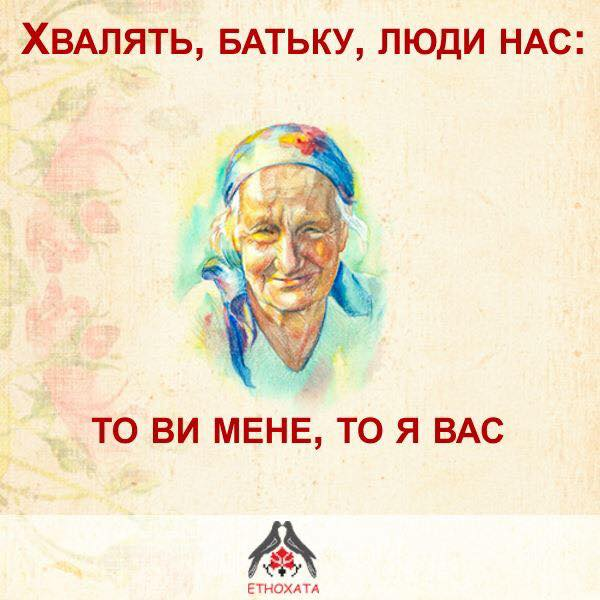 Хвалять, батьку, люди нас:
то ви мене, то я вас
ЕТНОХАТА